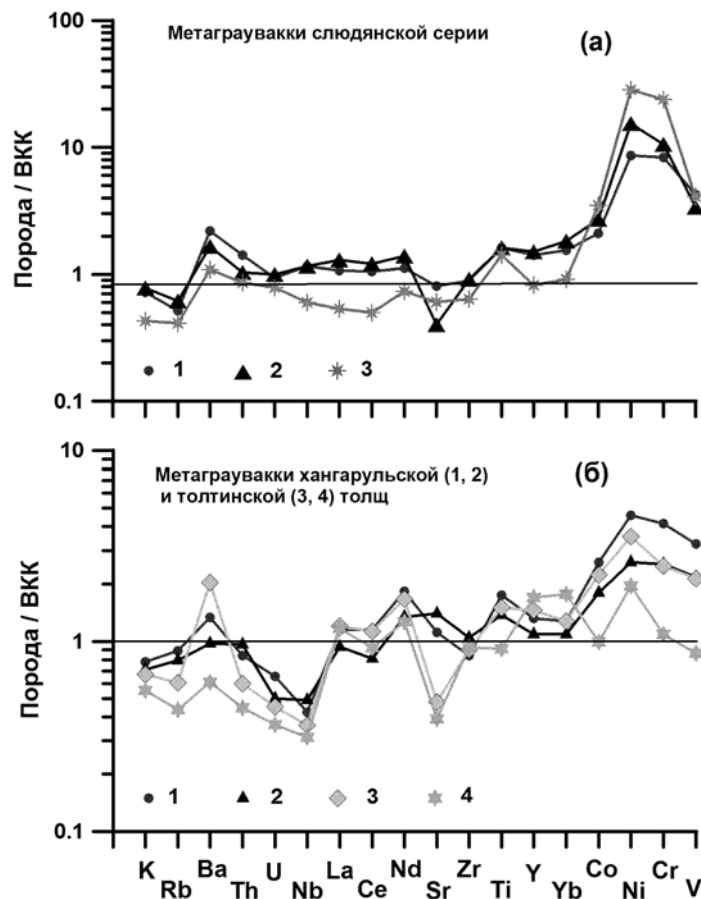 100
Метаграувакки слюдянской серии
(а)
10
Порода / ВКК
1
1 2 3
0.1
10
Метаграувакки хангарульской (1, 2)
и толтинской (3, 4) толщ
(б)
Порода / ВКК
1
1 2 3 4
0.1
K Rb Ba Th U Nb La Ce Nd Sr Zr Ti Y Yb Co Ni Cr V